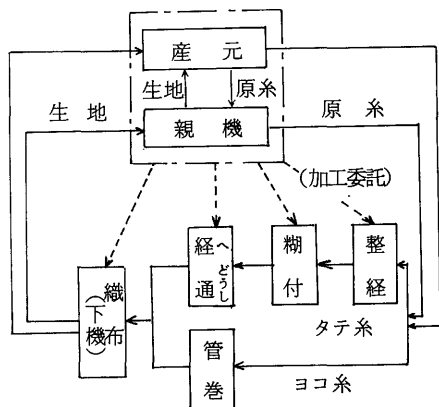 産元
生地
原糸
生地
親機
原糸
(加工委託)
経通
へどうし
糊付
整経
織布
(下機)
タテ糸
管巻
ヨコ糸